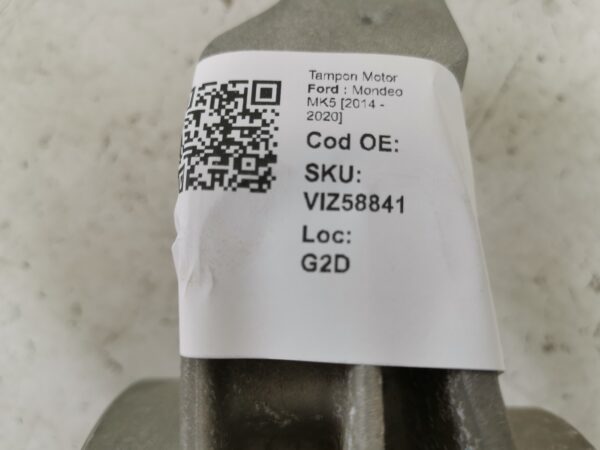 Tampon Motor
Ford : Mondeo
MK5 [2014 -
2020]
Cod OE:
SKU:
VIZ58841
Loc:
G2D